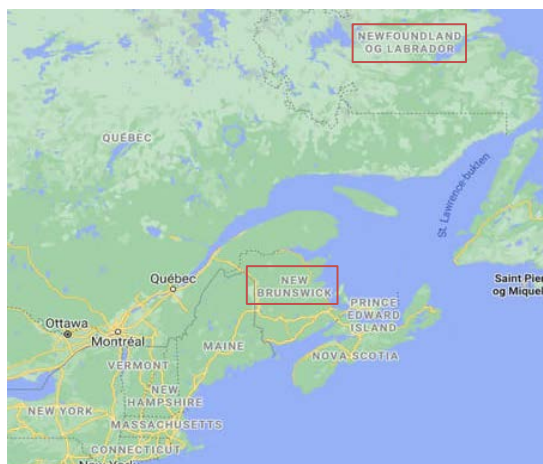 NEWFOUNDLAND
OG LABRADOR
QUÉBEC
St. Lawrence-bukten
Québec
NEW
BRUNSWICK
Saint Pier
og Miquel
PRINCE
EDWARD
ISLAND
Ottawa
Montréal
MAINE
NOVA SCOTIA
VERMONT
NEW
HAMPSHIRE
NEW YORK
MASSACHUSETTS
CONNECTICUT